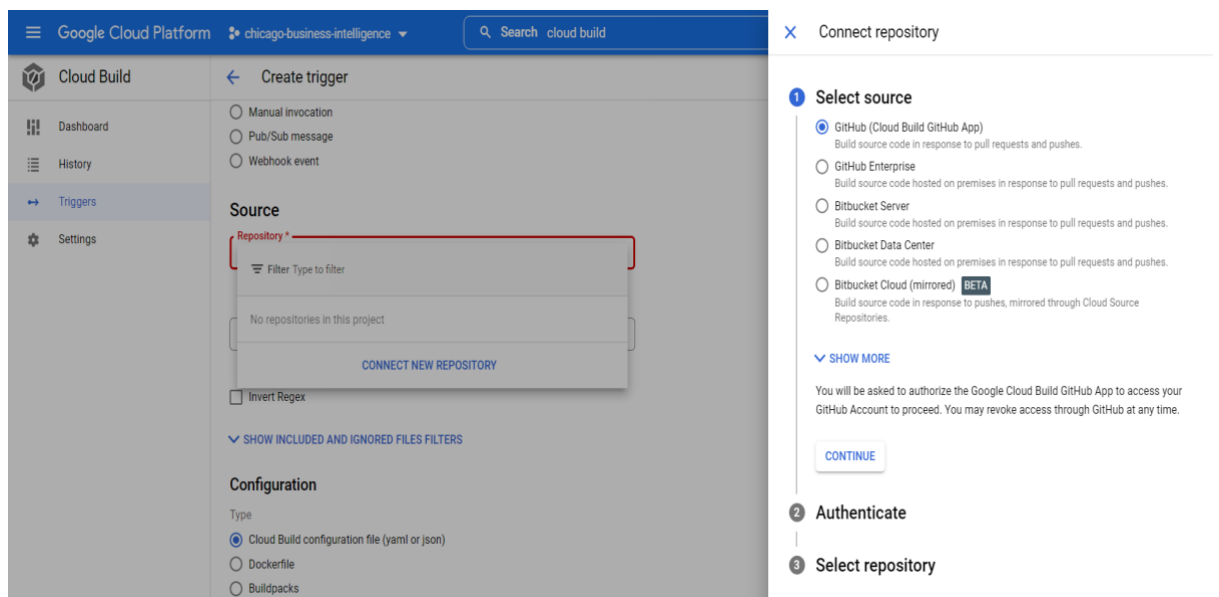 Google Cloud Platform
chicago-business-intelligence
Search cloud build
Cloud Build
Create trigger
Dashboard
History
Triggers
Settings
Manual invocation
Pub/Sub message
Webhook event
Source
Repository *
Filter Type to filter
No repositories in this project
CONNECT NEW REPOSITORY
Invert Regex
SHOW INCLUDED AND IGNORED FILES FILTERS
Configuration
Type
Cloud Build configuration file (yaml or json)
Dockerfile
Buildpacks
Connect repository
1 Select source
GitHub (Cloud Build GitHub App)
Build source code in response to pull requests and pushes.
GitHub Enterprise
Build source code hosted on premises in response to pull requests and pushes.
Bitbucket Server
Build source code hosted on premises in response to pull requests and pushes.
Bitbucket Data Center
Build source code hosted on premises in response to pull requests and pushes.
Bitbucket Cloud (mirrored) BETA
Build source code in response to pushes, mirrored through Cloud Source
Repositories.
SHOW MORE
You will be asked to authorize the Google Cloud Build GitHub App to access your
GitHub Account to proceed. You may revoke access through GitHub at any time.
CONTINUE
2 Authenticate
3 Select repository